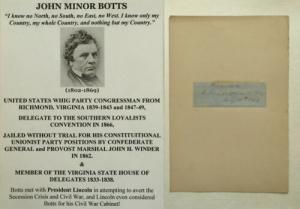 JOHN MINOR BOTTS
"I know no North, no South, no East, no West. I know only my
Country, my whole Country, and nothing but my Country."
(1802-1869)
UNITED STATES WHIG PARTY CONGRESSMAN FROM
RICHMOND, VIRGINIA 1839-1843 and 1847-49,
DELEGATE TO THE SOUTHERN LOYALISTS
CONVENTION IN 1866,
JAILED WITHOUT TRIAL FOR HIS CONSTITUTIONAL
UNIONIST PARTY POSITIONS BY CONFEDERATE
GENERAL and PROVOST MARSHAL JOHN H. WINDER
IN 1862.
&
MEMBER OF THE VIRGINIA STATE HOUSE OF
DELEGATES 1833-1838.
Botts met with President Lincoln in attempting to avert the
Secession Crisis and Civil War, and Lincoln even considered
Botts for his Civil War Cabinet!